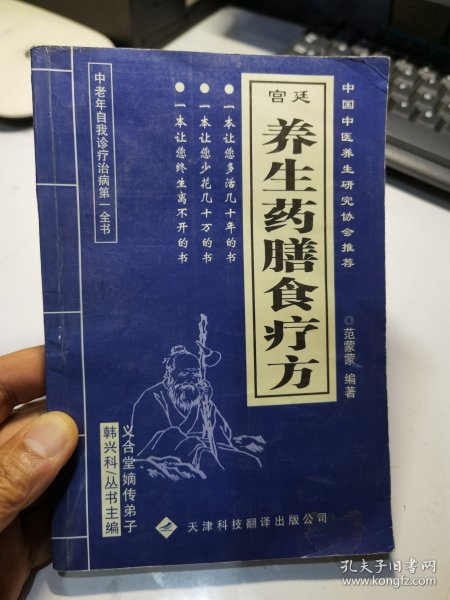 中国中医养生研究协会推荐
宫廷
养生药膳食疗方
◎范蒙蒙 编著
●一本让您多活几十年的书
●一本让您少花几十万的书
●一本让您终生离不开的书
中老年自我诊疗治病第一全书
义合堂嫡传弟子
韩兴科/丛书主编
天津科技翻译出版公司
孔夫子旧书网
www.kongfz.com